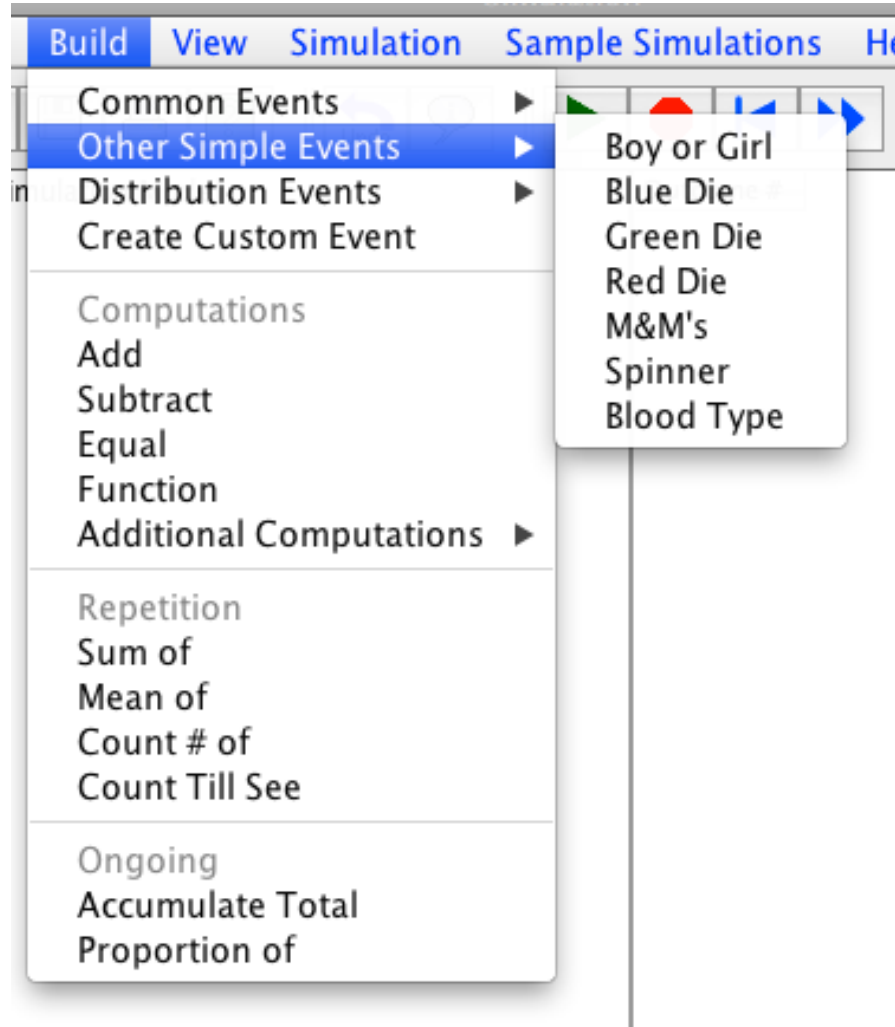 Build View Simulation Sample Simulations
Common Events
Other Simple Events
Distribution Events
Create Custom Event
Computations
Add
Subtract
Equal
Function
Additional Computations
Repetition
Sum of
Mean of
Count # of
Count Till See
Ongoing
Accumulate Total
Proportion of
Boy or Girl
Blue Die
Green Die
Red Die
M&M's
Spinner
Blood Type